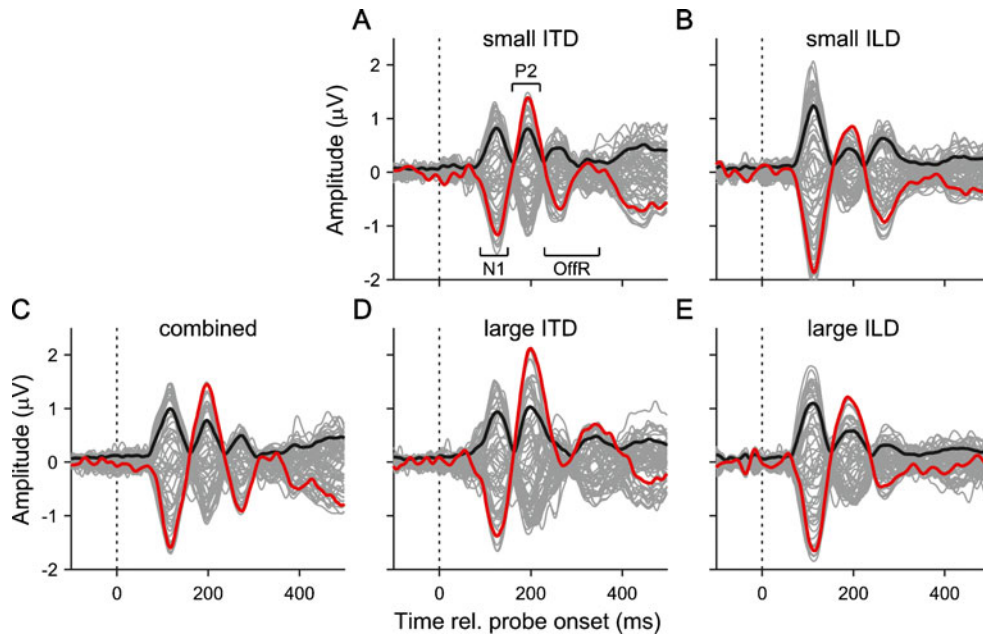 A
small ITD
B
small ILD
Amplitude (µV)
2
1
0
-1
-2
P2
N1
OffR
C
combined
D
large ITD
E
large ILD
Amplitude (µV)
2
1
0
-1
-2
0 200 400
0 200 400
0 200 400
Time rel. probe onset (ms)